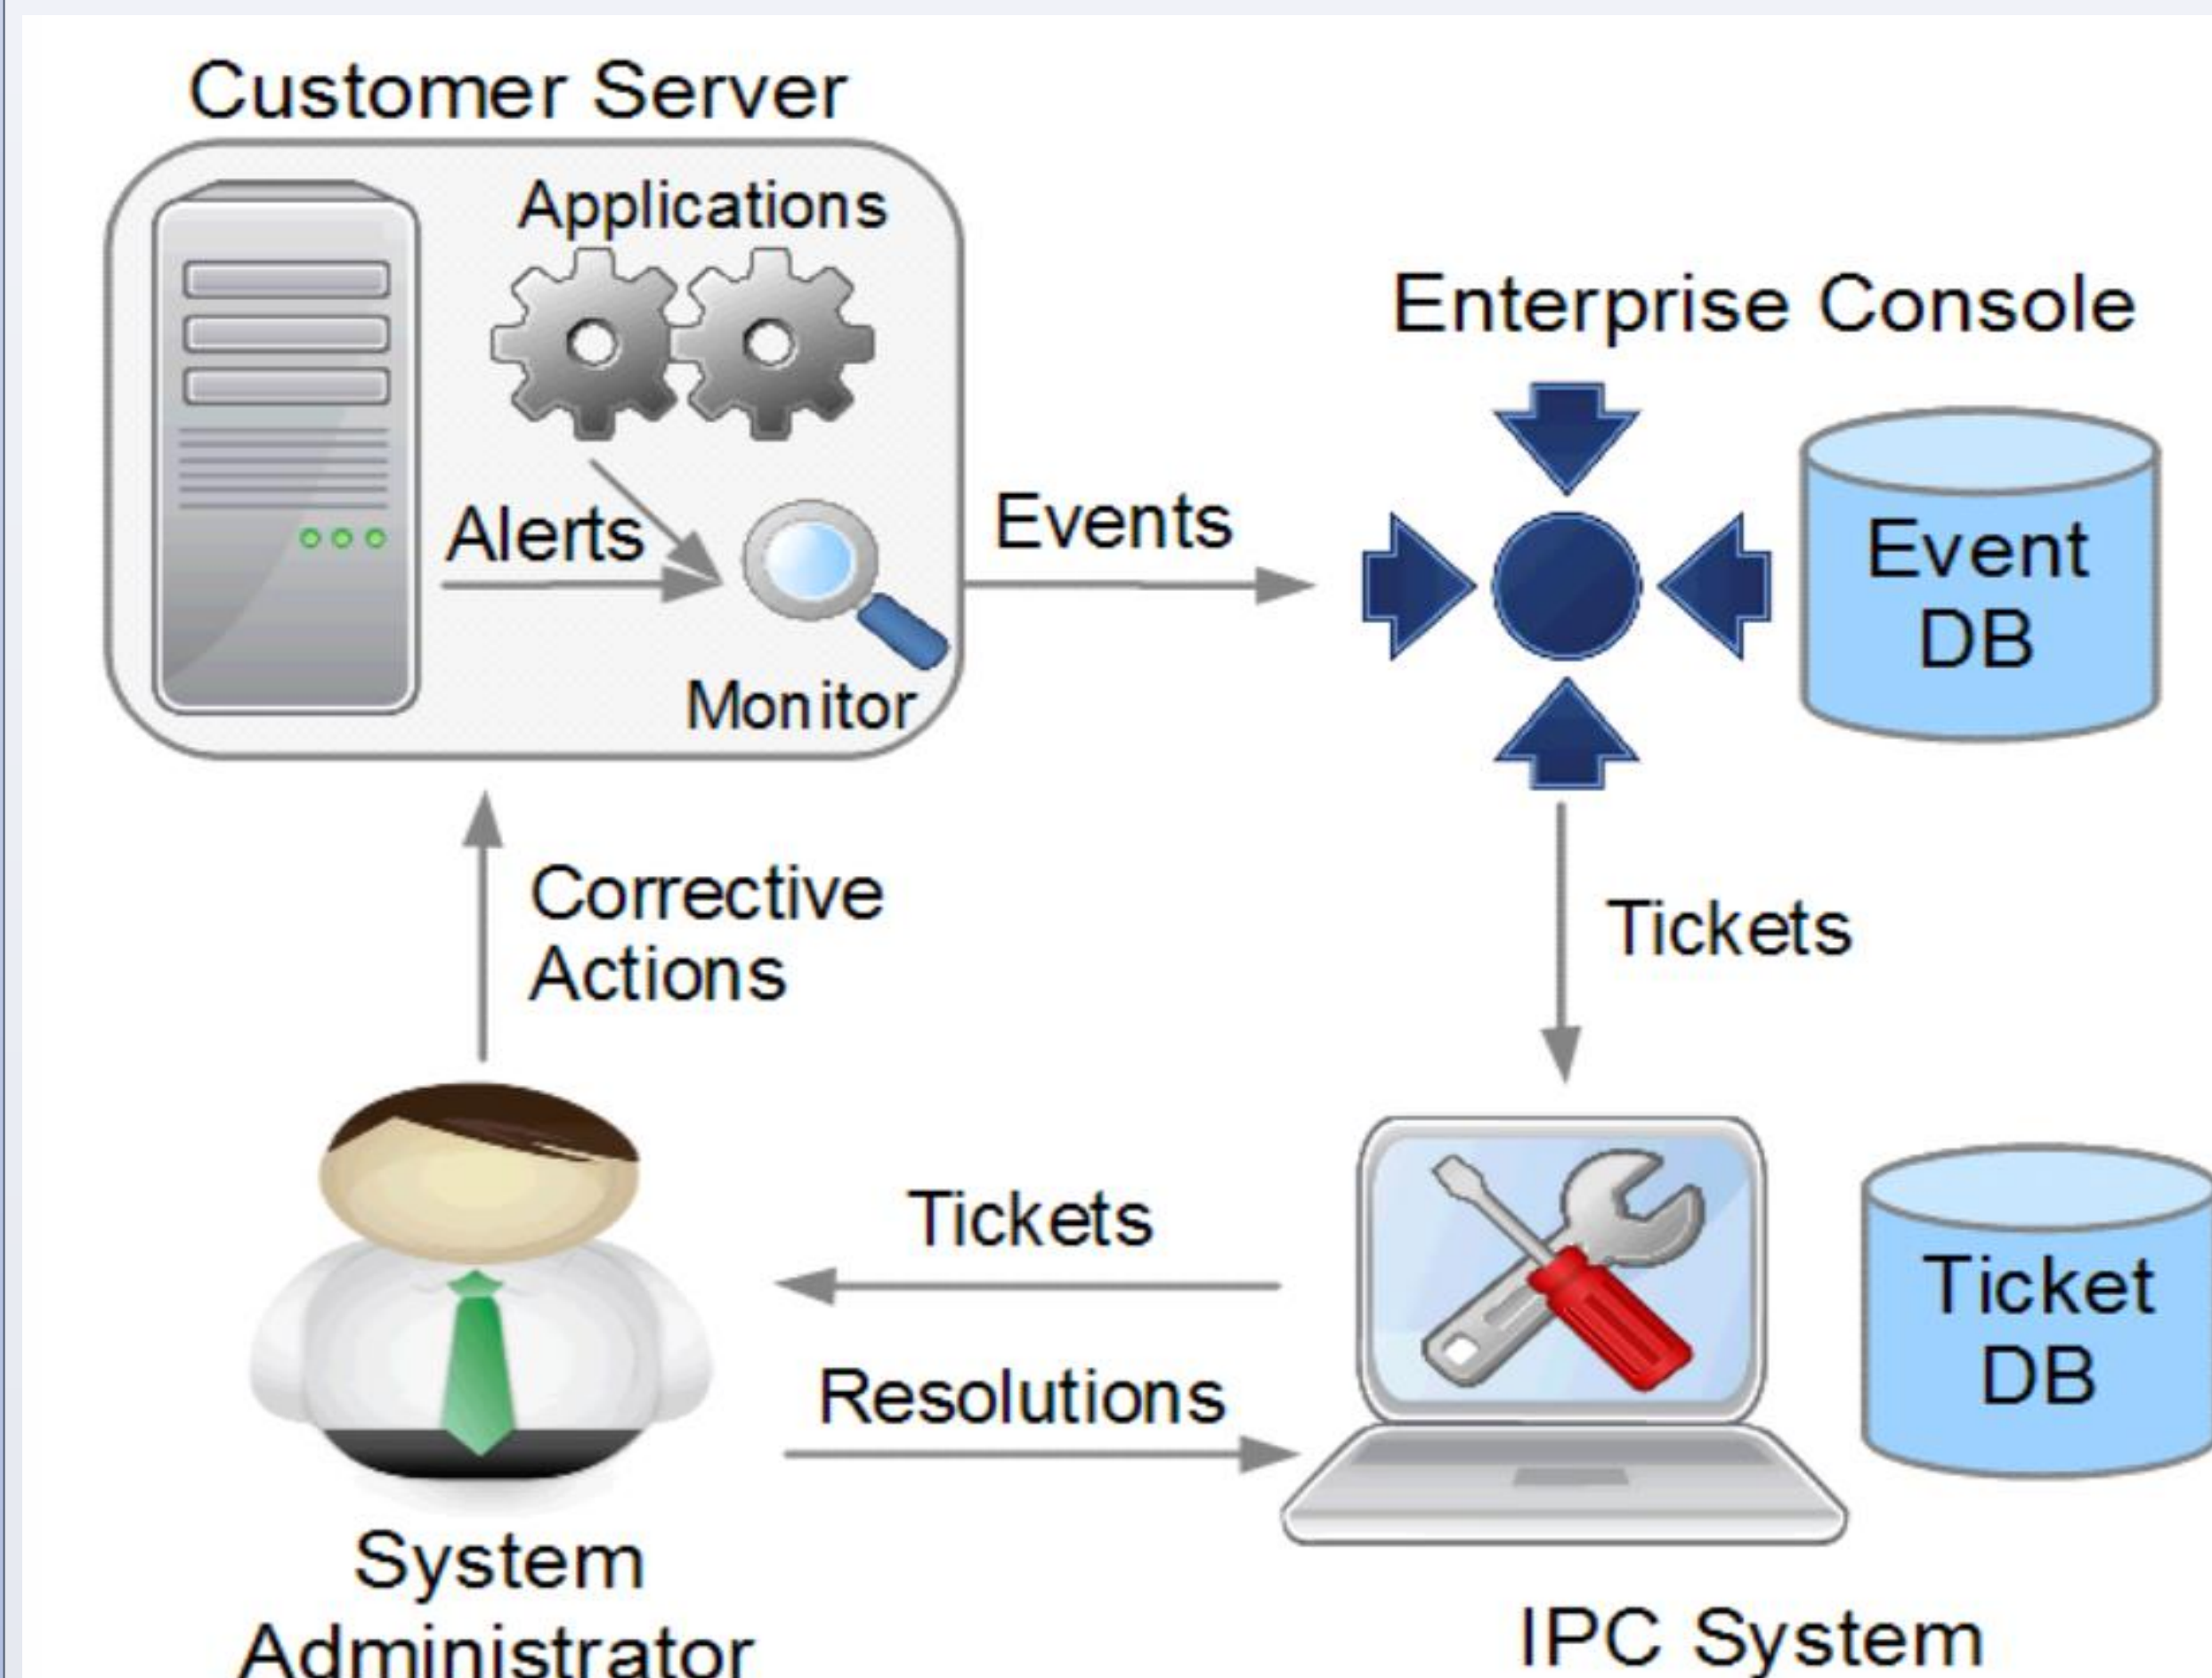 Customer Server
Applications
Enterprise Console
Alerts
Events
Event
DB
Monitor
Corrective
Actions
Tickets
Tickets
Ticket
DB
Resolutions
System
Administrator
IPC System